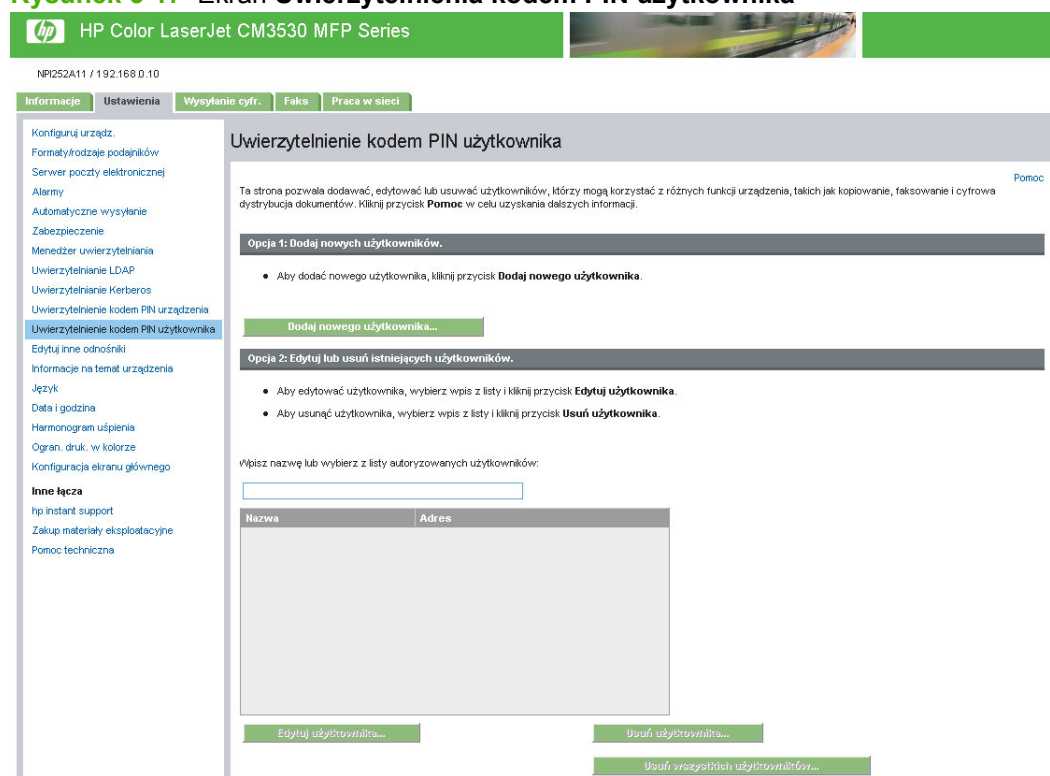 Ekran Uwierzytelnienia kodem PIN użytkownika
hp
HP Color LaserJet CM3530 MFP Series
NPI252A11 / 192.168.0.10
Informacje
Ustawienia
Wysyłanie cyfr.
Faks
Praca w sieci
Konfiguruj urządz.
Formaty/rodzaje podajników
Serwer poczty elektronicznej
Alarmy
Automatyczne wysyłanie
Zabezpieczenie
Menedżer uwierzytelniania
Uwierzytelnianie LDAP
Uwierzytelnianie Kerberos
Uwierzytelnienie kodem PIN urządzenia
Uwierzytelnienie kodem PIN użytkownika
Edytuj inne odnośniki
Informacje na temat urządzenia
Język
Data i godzina
Harmonogram uśpienia
Ogran. druk. w kolorze
Konfiguracja ekranu głównego
Inne łącza
hp instant support
Zakup materiały eksploatacyjne
Pomoc techniczna
Uwierzytelnienie kodem PIN użytkownika
Pomoc
Ta strona pozwala dodawać, edytować lub usuwać użytkowników, którzy mogą korzystać z różnych funkcji urządzenia, takich jak kopiowanie, faksowanie i cyfrowa
dystrybucja dokumentów. Kliknij przycisk Pomoc w celu uzyskania dalszych informacji.
Opcja 1: Dodaj nowych użytkowników.
• Aby dodać nowego użytkownika, kliknij przycisk Dodaj nowego użytkownika.
Dodaj nowego użytkownika...
Opcja 2: Edytuj lub usuń istniejących użytkowników.
• Aby edytować użytkownika, wybierz wpis z listy i kliknij przycisk Edytuj użytkownika.
• Aby usunąć użytkownika, wybierz wpis z listy i kliknij przycisk Usuń użytkownika.
Wpisz nazwę lub wybierz z listy autoryzowanych użytkowników:
Nazwa
Adres
Edytuj użytkownika...
Usuń użytkownika...
Usuń wszystkich użytkowników...